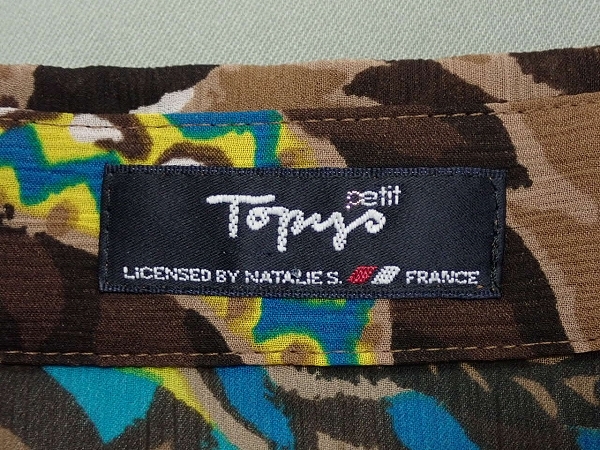 petit
Topys
LICENSED BY NATALIE S. FRANCE